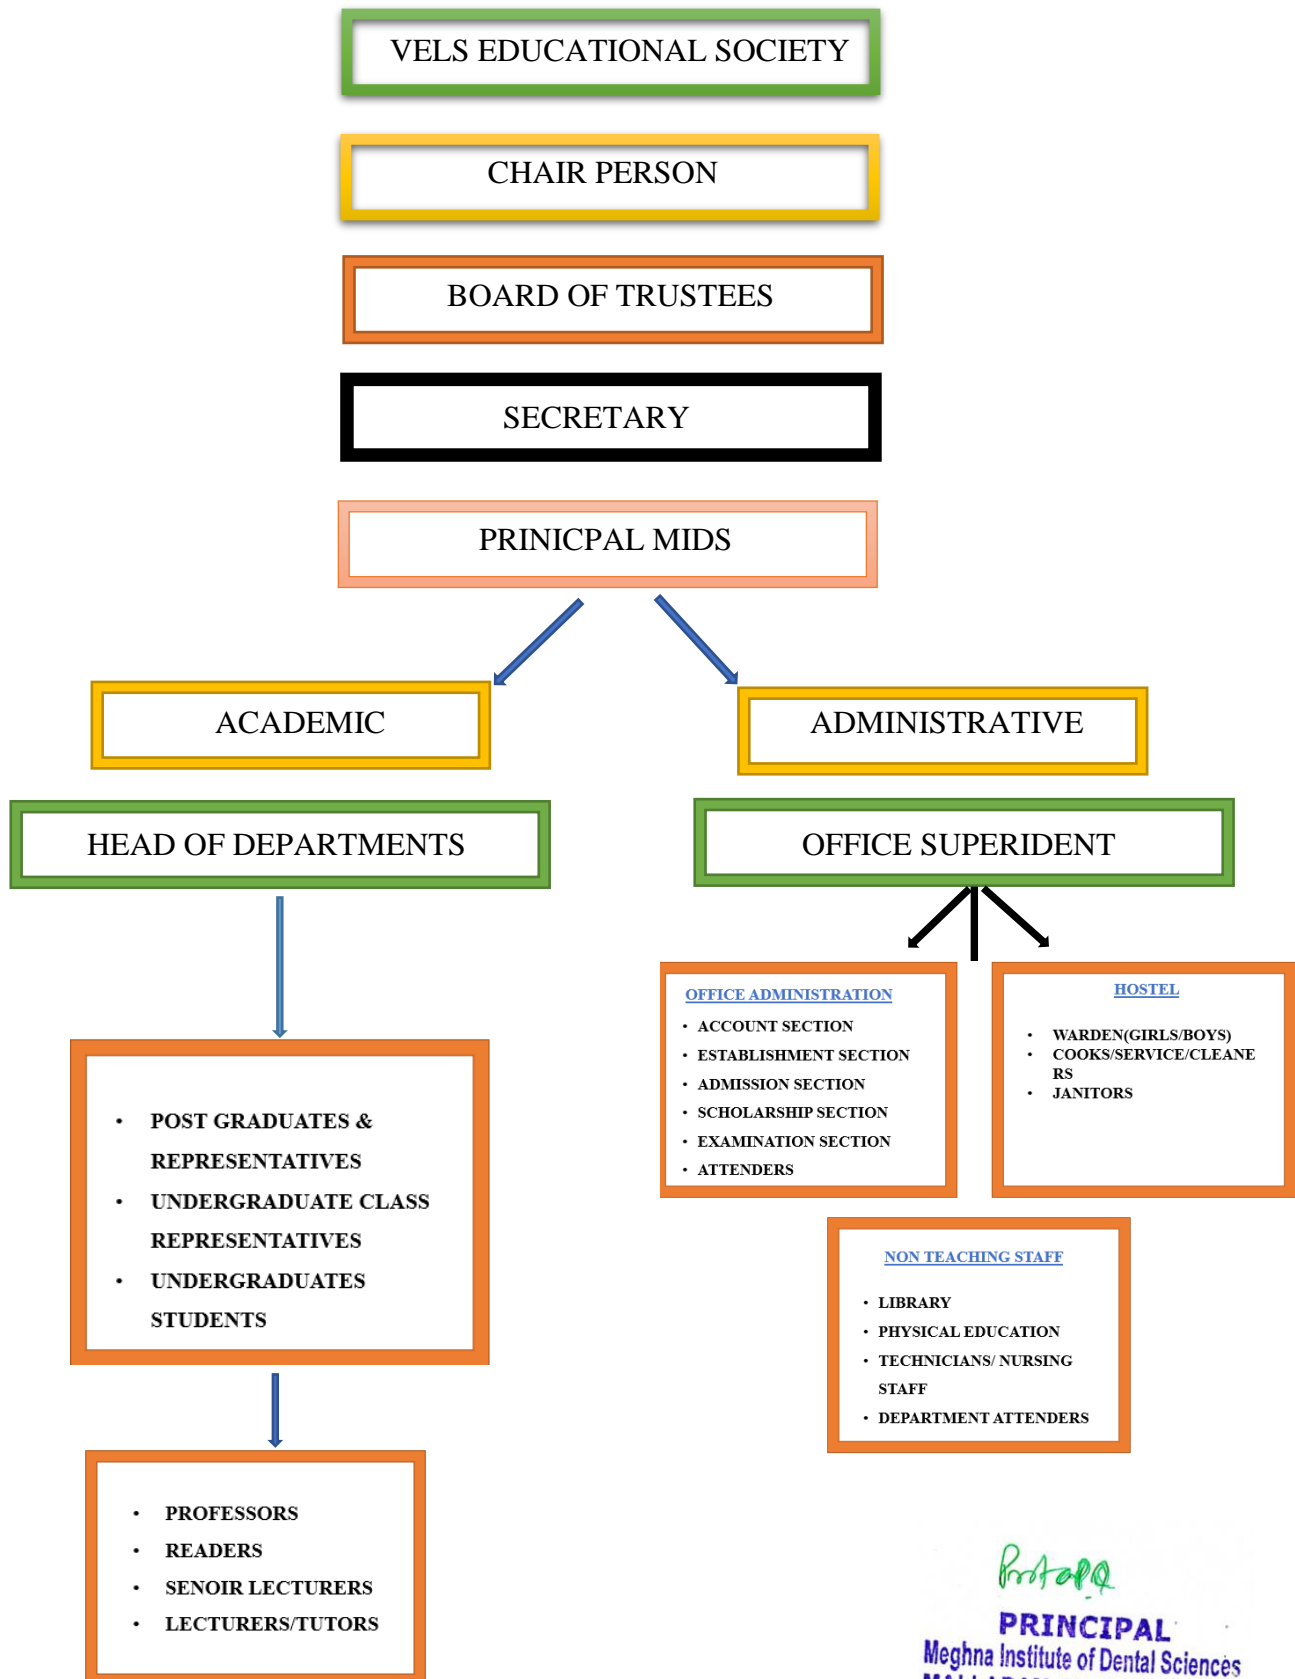 VELS EDUCATIONAL SOCIETY
CHAIR PERSON
BOARD OF TRUSTEES
SECRETARY
PRINICPAL MIDS
ACADEMIC
ADMINISTRATIVE
HEAD OF DEPARTMENTS
OFFICE SUPERIDENT
OFFICE ADMINISTRATION
• ACCOUNT SECTION
• ESTABLISHMENT SECTION
• ADMISSION SECTION
• SCHOLARSHIP SECTION
• EXAMINATION SECTION
• ATTENDERS
HOSTEL
• WARDEN(GIRLS/BOYS)
• COOKS/SERVICE/CLEANE
RS
• JANITORS
• POST GRADUATES &
REPRESENTATIVES
• UNDERGRADUATE CLASS
REPRESENTATIVES
• UNDERGRADUATES
STUDENTS
NON TEACHING STAFF
• LIBRARY
• PHYSICAL EDUCATION
• TECHNICIANS/ NURSING
STAFF
• DEPARTMENT ATTENDERS
• PROFESSORS
• READERS
• SENOIR LECTURERS
• LECTURERS/TUTORS
PRINCIPAL
Meghna Institute of Dental Sciences